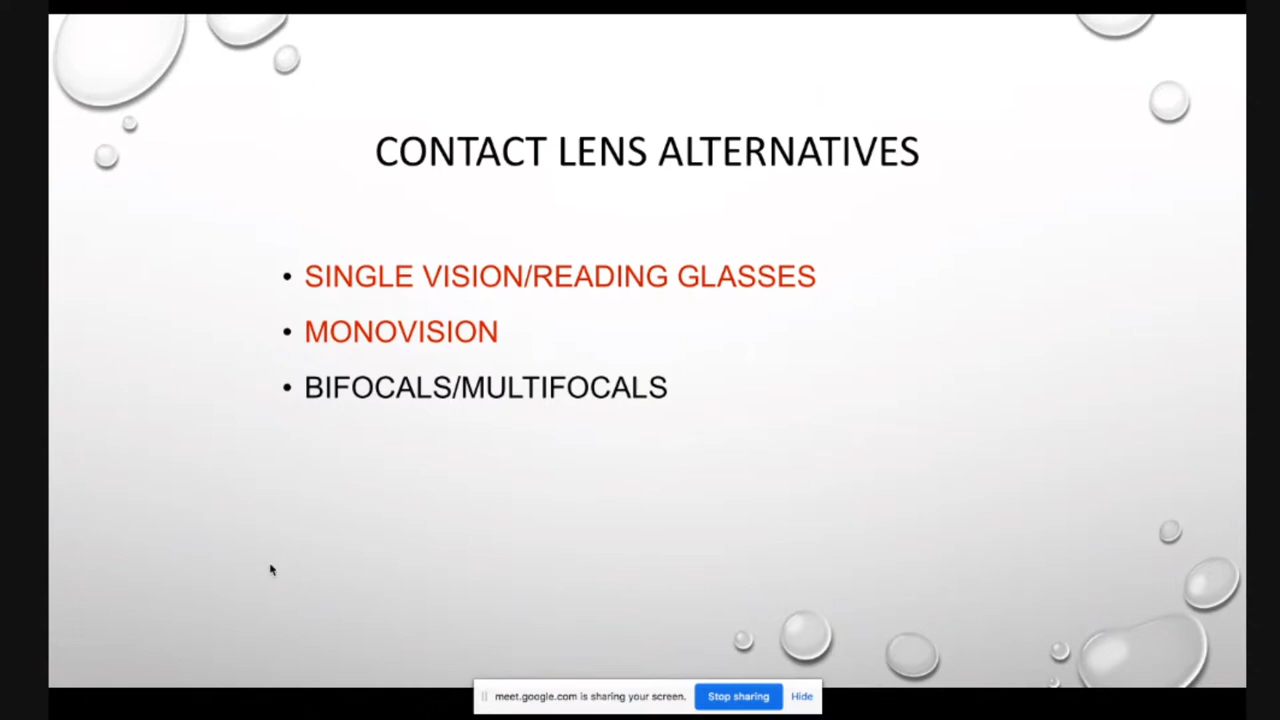 CONTACT LENS ALTERNATIVES
• SINGLE VISION/READING GLASSES
• MONOVISION
• BIFOCALS/MULTIFOCALS
meet.google.com is sharing your screen. Stop sharing Hide